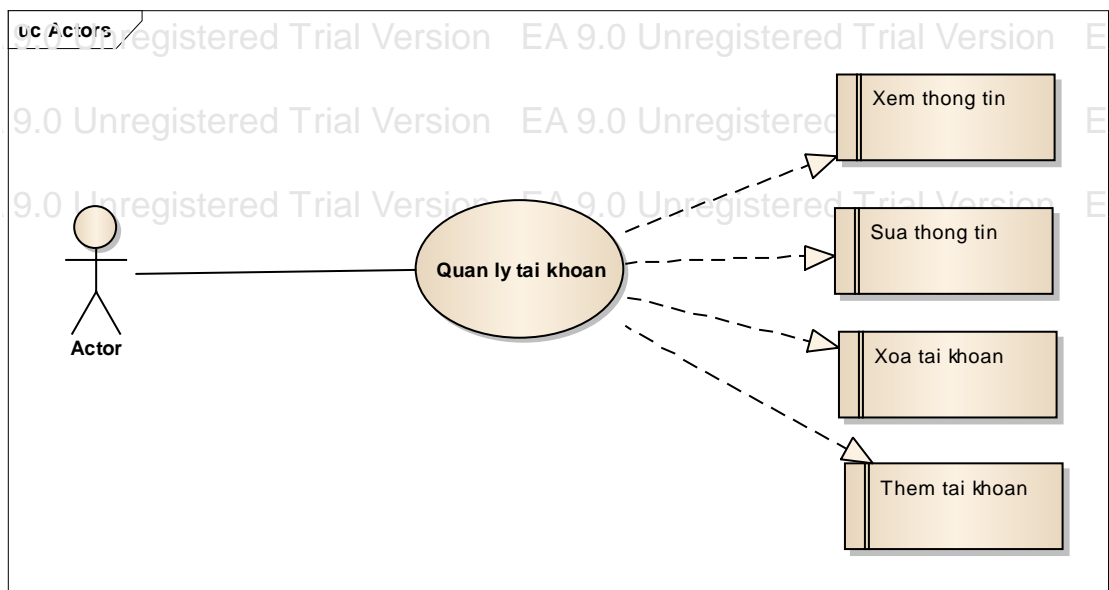 uc Actors
9.0 Unregistered Trial Version EA 9.0 Unregistered Trial Version E
Xem thong tin
9.0 Unregistered Trial Version EA 9.0 Unregistered E
9.0 Unregistered Trial Version EA 9.0 Unregistered Trial Version E
Sua thong tin
Quan ly tai khoan
Actor
Xoa tai khoan
Them tai khoan